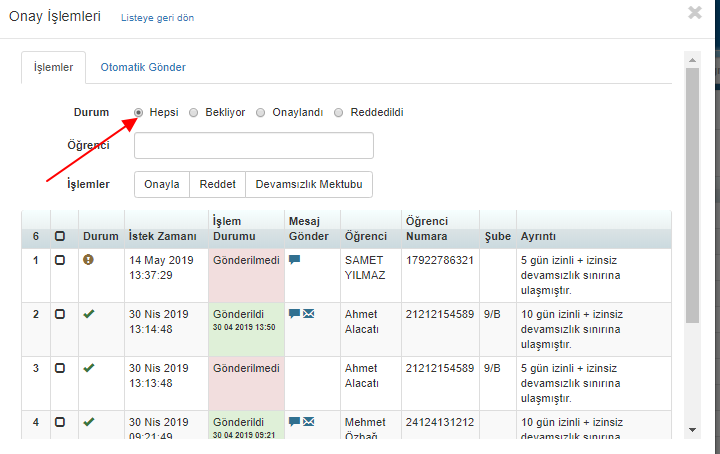 Onay İşlemleri Listeye geri dön
İşlemler Otomatik Gönder
Durum Hepsi Bekliyor Onaylandı Reddedildi
Öğrenci
İşlemler Onayla Reddet Devamsızlık Mektubu
6 Durum İstek Zamanı İşlem Durumu Mesaj Gönder Öğrenci Öğrenci Numara Şube Ayrıntı
1 14 May 2019 Gönderilmedi SAMET 17922786321 5 gün izinli + izinsiz
13:37:29 YILMAZ devamsızlık sınırına
ulaşmıştır.
2 30 Nis 2019 Gönderildi Ahmet 21212154589 9/B 10 gün izinli + izinsiz
13:14:48 30 04 2019 13:50 Alacatı devamsızlık sınırına
ulaşmıştır.
3 30 Nis 2019 Gönderilmedi Ahmet 21212154589 9/B 5 gün izinli + izinsiz
13:13:48 Alacatı devamsızlık sınırına
ulaşmıştır.
4 30 Nis 2019 Gönderildi Mehmet 24124131212 10 gün izinli + izinsiz
09:21:49 30 04 2019 09:21 Özbağ devamsızlık sınırına